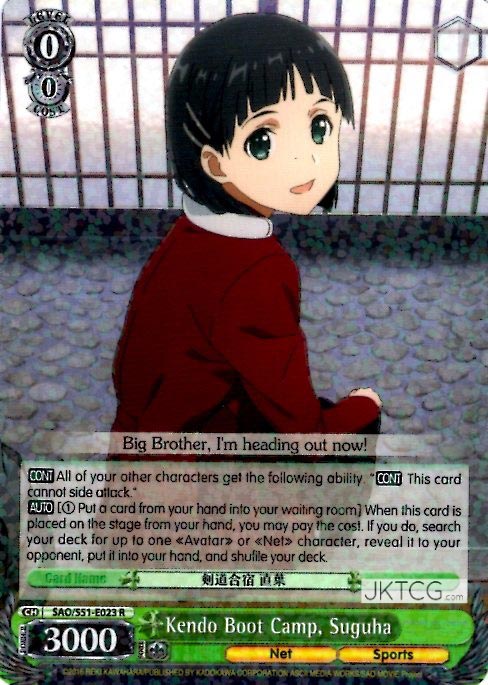 LEVEL
0
0
COST
Big Brother, I'm heading out now!
CONT All of your other characters get the following ability. "CONT This card
cannot side attack."
AUTO [① Put a card from your hand into your waiting room] When this card is
placed on the stage from your hand, you may pay the cost. If you do, search
your deck for up to one «Avatar» or «Net» character, reveal it to your
opponent, put it into your hand, and shuffle your deck.
Card Name 剣道合宿 直葉
JKTCG.com
CH SAO/S51-E023 R
POWER 3000 Kendo Boot Camp, Suguha
Net Sports
©2016 REKI KAWAHARA/PUBLISHED BY KADOKAWA CORPORATION ASCII MEDIA WORKS/SAO MOVIE Project